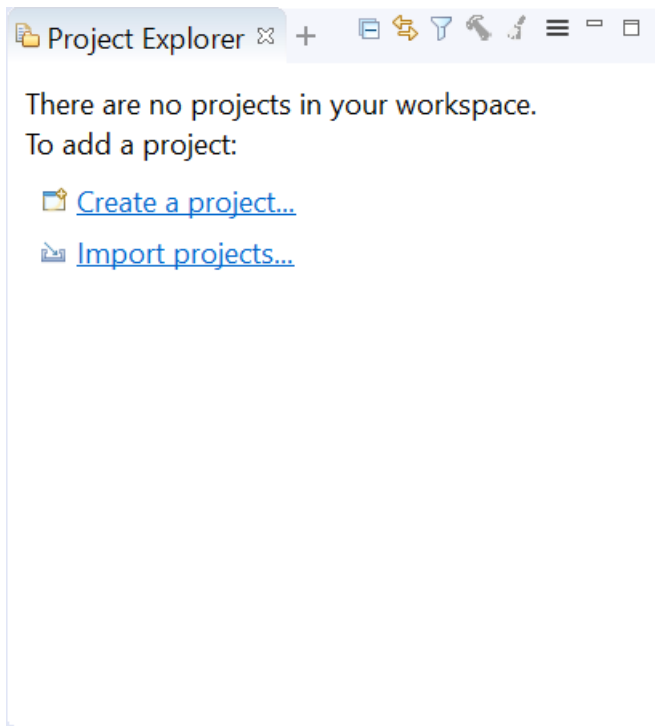 Project Explorer
There are no projects in your workspace.
To add a project:
Create a project...
Import projects...